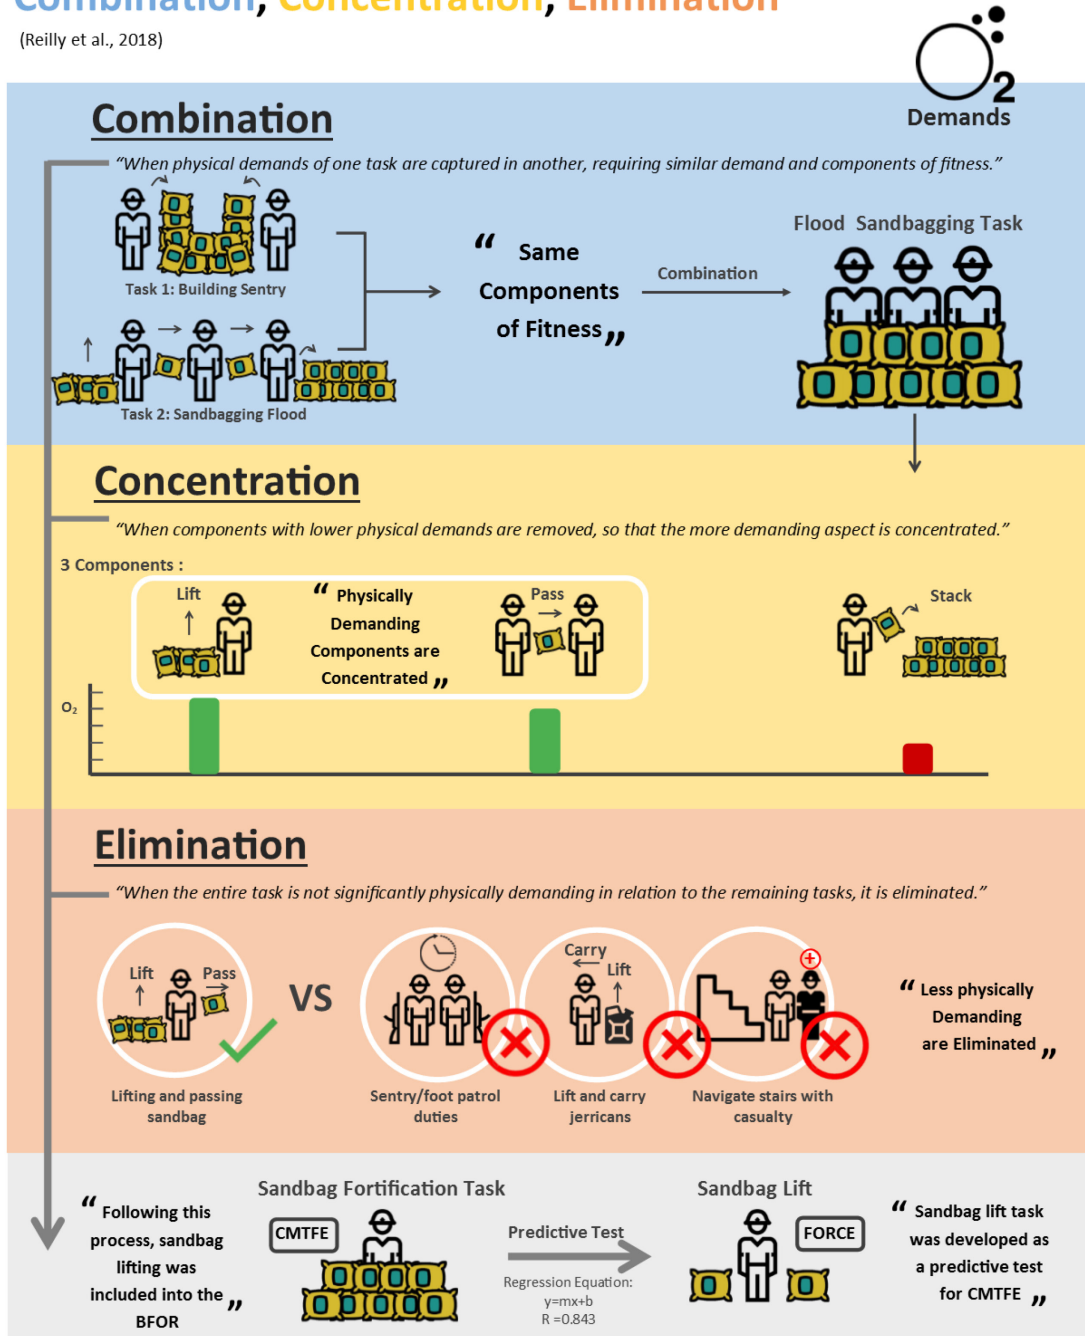 Combination, Concentration, Elimination
(Reilly et al., 2018)
O2
Demands
Combination
“When physical demands of one task are captured in another, requiring similar demand and components of fitness.”
Task 1: Building Sentry
Task 2: Sandbagging Flood
“ Same
Components
of Fitness„
Combination
Flood Sandbagging Task
Concentration
“When components with lower physical demands are removed, so that the more demanding aspect is concentrated.”
3 Components :
Lift
“ Physically
Demanding
Components are
Concentrated „
Pass
Stack
O₂
Elimination
“When the entire task is not significantly physically demanding in relation to the remaining tasks, it is eliminated.”
Lift
Pass
Lifting and passing
sandbag
VS
Sentry/foot patrol
duties
Carry
Lift
Lift and carry
jerricans
Navigate stairs with
casualty
“ Less physically
Demanding
are Eliminated „
“ Following this
process, sandbag
lifting was
included into the
BFOR „
Sandbag Fortification Task
CMTFE
Predictive Test
Regression Equation:
y=mx+b
R =0.843
Sandbag Lift
FORCE
“ Sandbag lift task
was developed as
a predictive test
for CMTFE „